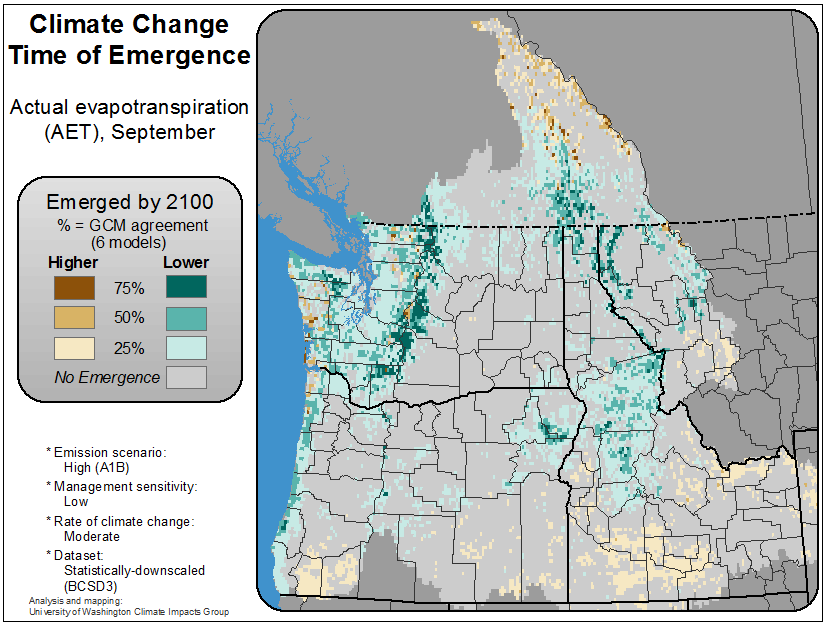 Climate Change
Time of Emergence
Actual evapotranspiration
(AET), September
Emerged by 2100
% = GCM agreement
(6 models)
Higher Lower
75%
50%
25%
No Emergence
* Emission scenario:
High (A1B)
* Management sensitivity:
Low
* Rate of climate change:
Moderate
* Dataset:
Statistically-downscaled
(BCSD3)
Analysis and mapping:
University of Washington Climate Impacts Group